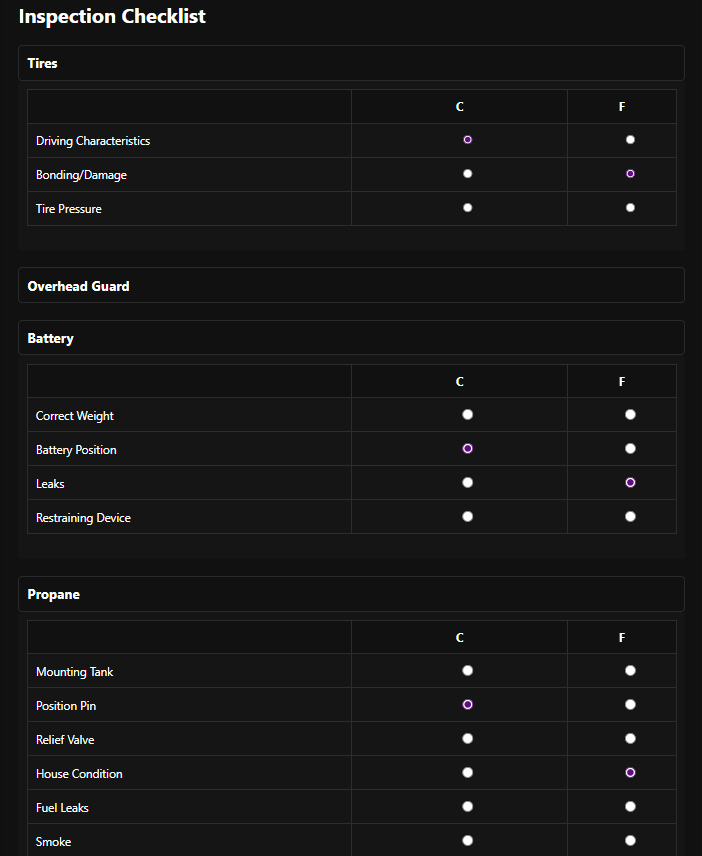 Inspection Checklist
Tires
C F
Driving Characteristics
Bonding/Damage
Tire Pressure
Overhead Guard
Battery
C F
Correct Weight
Battery Position
Leaks
Restraining Device
Propane
C F
Mounting Tank
Position Pin
Relief Valve
House Condition
Fuel Leaks
Smoke